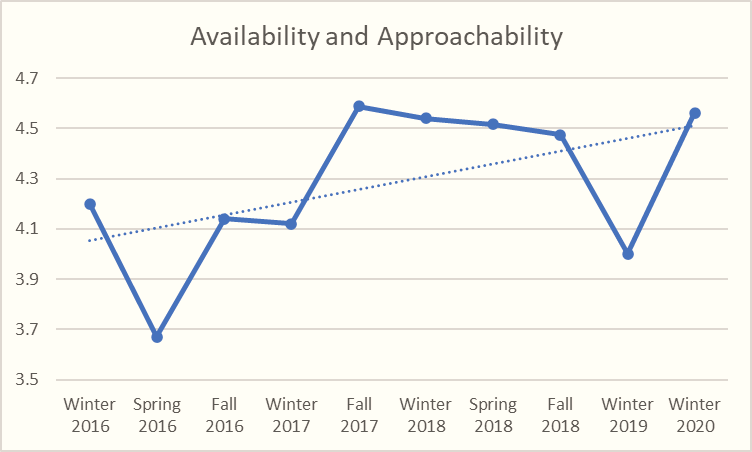 Availability and Approachability
4.7
4.5
4.3
4.1
3.9
3.7
3.5
Winter Spring Fall Winter Fall Winter Spring Fall Winter Winter
2016 2016 2016 2017 2017 2018 2018 2018 2019 2020